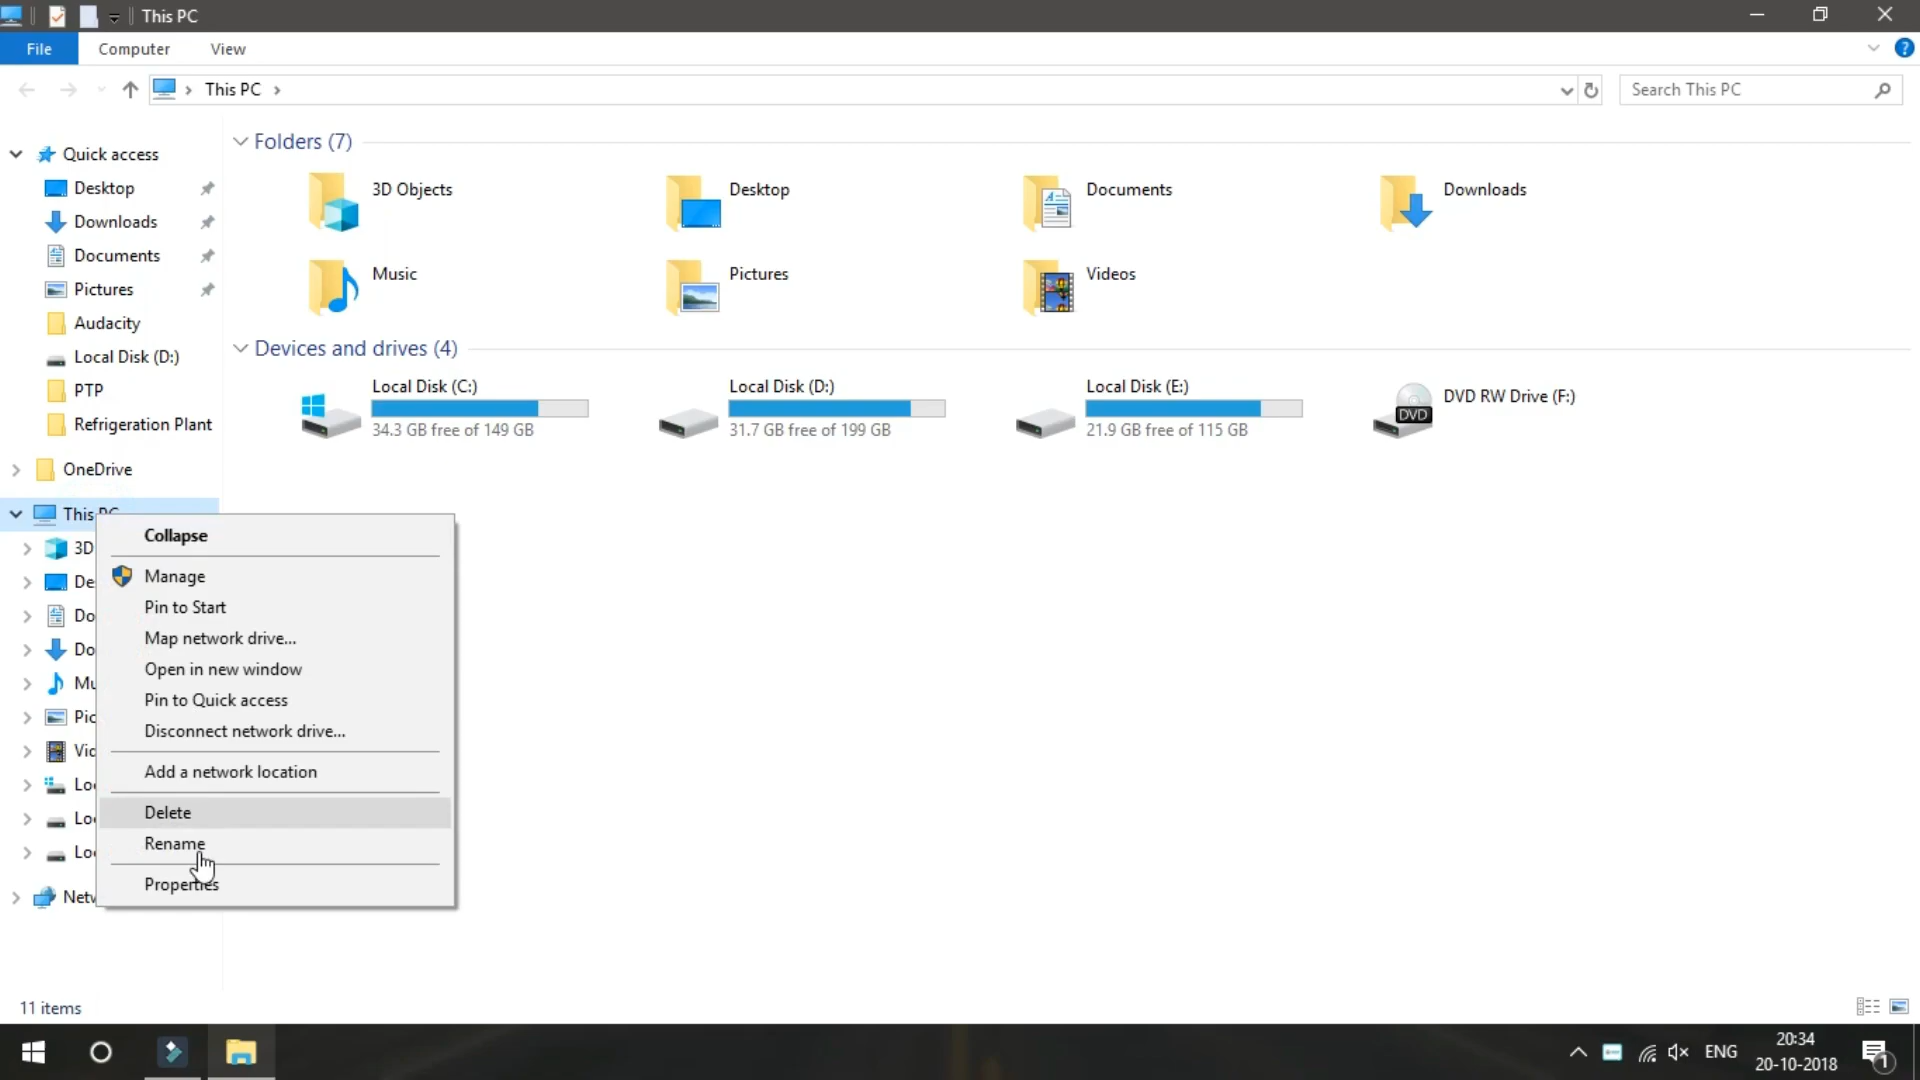 This PC
File
Computer
View
This PC
Search This PC
Quick access
Desktop
Downloads
Documents
Pictures
Audacity
Local Disk (D:)
PTP
Refrigeration Plant
OneDrive
This PC
3D
De
Do
Do
Mu
Pic
Vid
Loc
Loc
Loc
Netw
Folders (7)
3D Objects
Desktop
Documents
Downloads
Music
Pictures
Videos
Devices and drives (4)
Local Disk (C:)
34.3 GB free of 149 GB
Local Disk (D:)
31.7 GB free of 199 GB
Local Disk (E:)
21.9 GB free of 115 GB
DVD
DVD RW Drive (F:)
Collapse
Manage
Pin to Start
Map network drive...
Open in new window
Pin to Quick access
Disconnect network drive...
Add a network location
Delete
Rename
Properties
11 items
ENG
20:34
20-10-2018
1